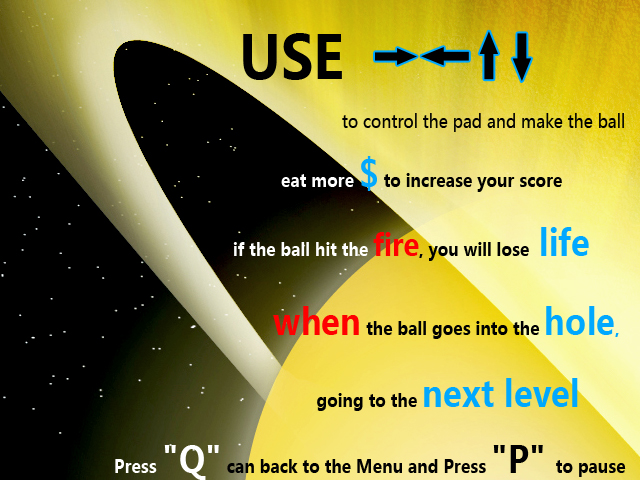 USE → ← ↑ ↓
to control the pad and make the ball
eat more $ to increase your score
if the ball hit the fire, you will lose life
when the ball goes into the hole,
going to the next level
Press "Q" can back to the Menu and Press "P" to pause